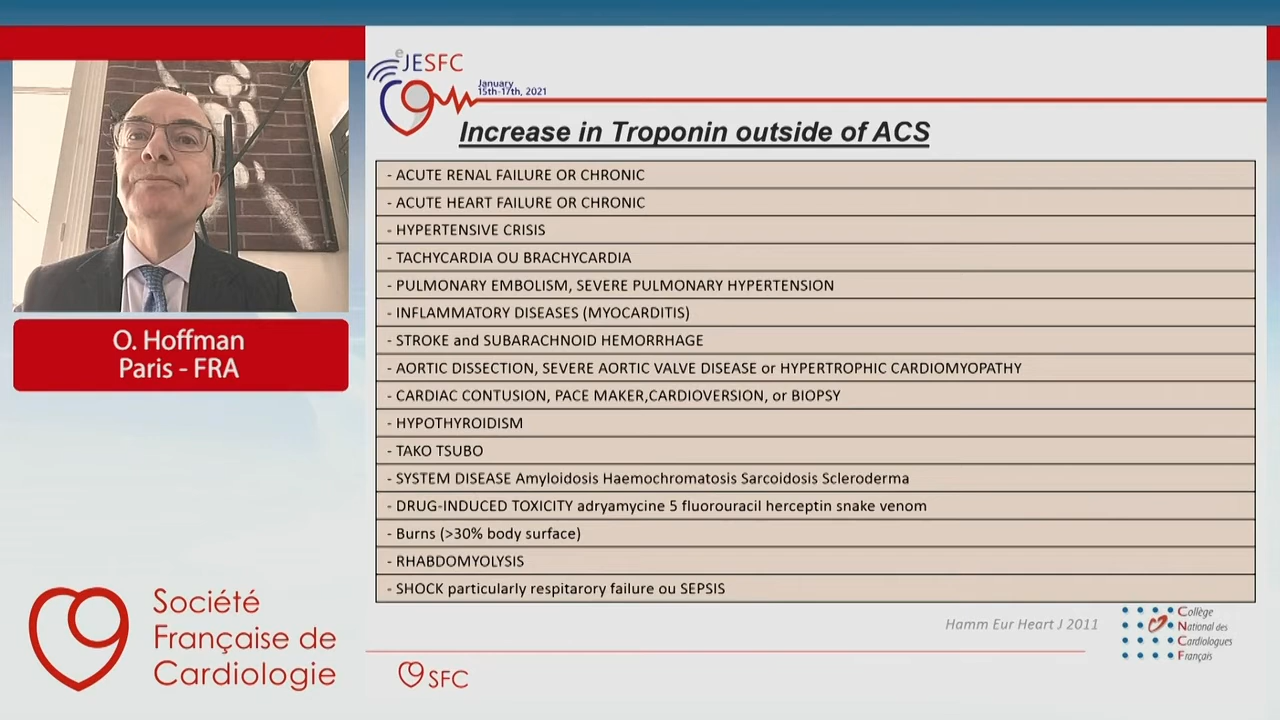 eJESFC
January
15th-17th, 2021
Increase in Troponin outside of ACS
- ACUTE RENAL FAILURE OR CHRONIC
- ACUTE HEART FAILURE OR CHRONIC
- HYPERTENSIVE CRISIS
- TACHYCARDIA OU BRACHYCARDIA
- PULMONARY EMBOLISM, SEVERE PULMONARY HYPERTENSION
- INFLAMMATORY DISEASES (MYOCARDITIS)
- STROKE and SUBARACHNOID HEMORRHAGE
- AORTIC DISSECTION, SEVERE AORTIC VALVE DISEASE or HYPERTROPHIC CARDIOMYOPATHY
- CARDIAC CONTUSION, PACE MAKER,CARDIOVERSION, or BIOPSY
- HYPOTHYROIDISM
- TAKO TSUBO
- SYSTEM DISEASE Amyloidosis Haemochromatosis Sarcoidosis Scleroderma
- DRUG-INDUCED TOXICITY adryamycine 5 fluorouracil herceptin snake venom
- Burns (>30% body surface)
- RHABDOMYOLYSIS
- SHOCK particularly respitarory failure ou SEPSIS
Hamm Eur Heart J 2011
Collège
National des
Cardiologues
Français
SFC
O. Hoffman
Paris - FRA
Société
Française de
Cardiologie